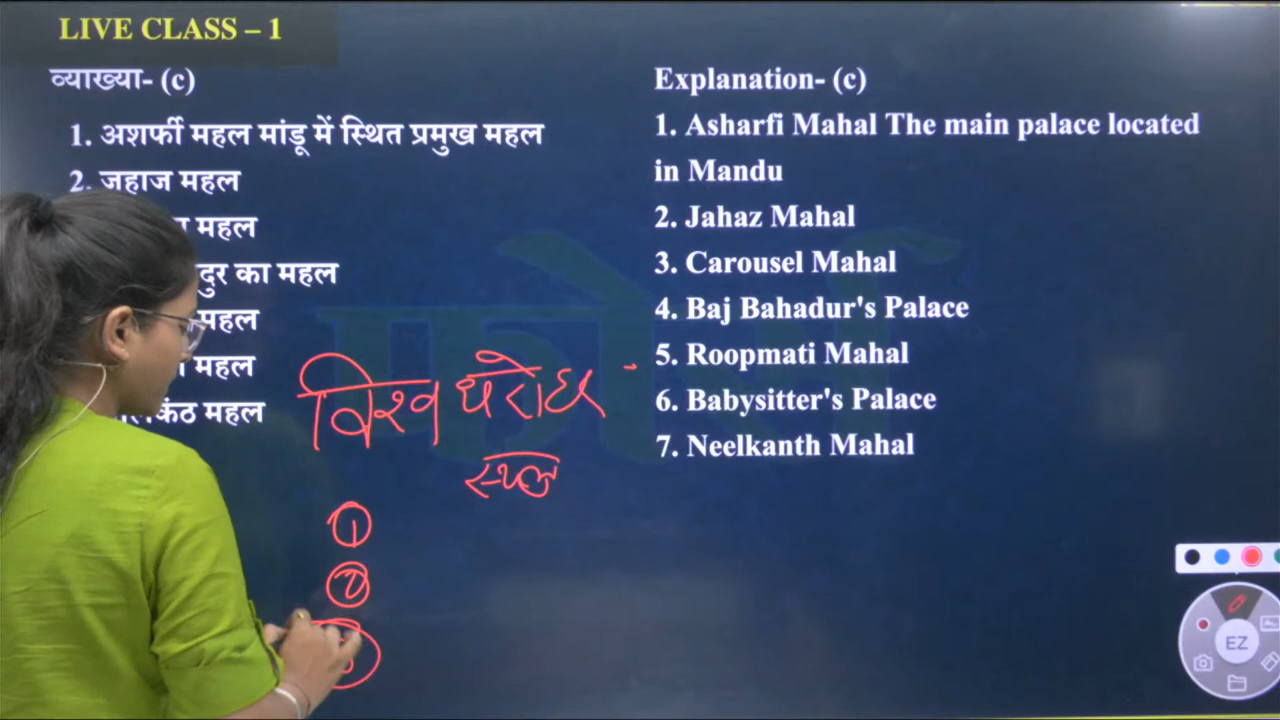 LIVE CLASS – 1
व्याख्या- (c)
1. अशर्फी महल मांडू में स्थित प्रमुख महल
2. जहाज महल
महल
का महल
महल
महल
महल
Explanation- (c)
1. Asharfi Mahal The main palace located
in Mandu
2. Jahaz Mahal
3. Carousel Mahal
4. Baj Bahadur's Palace
5. Roopmati Mahal
6. Babysitter's Palace
7. Neelkanth Mahal
विश्व धरोध
स्थल
1
2
EZ